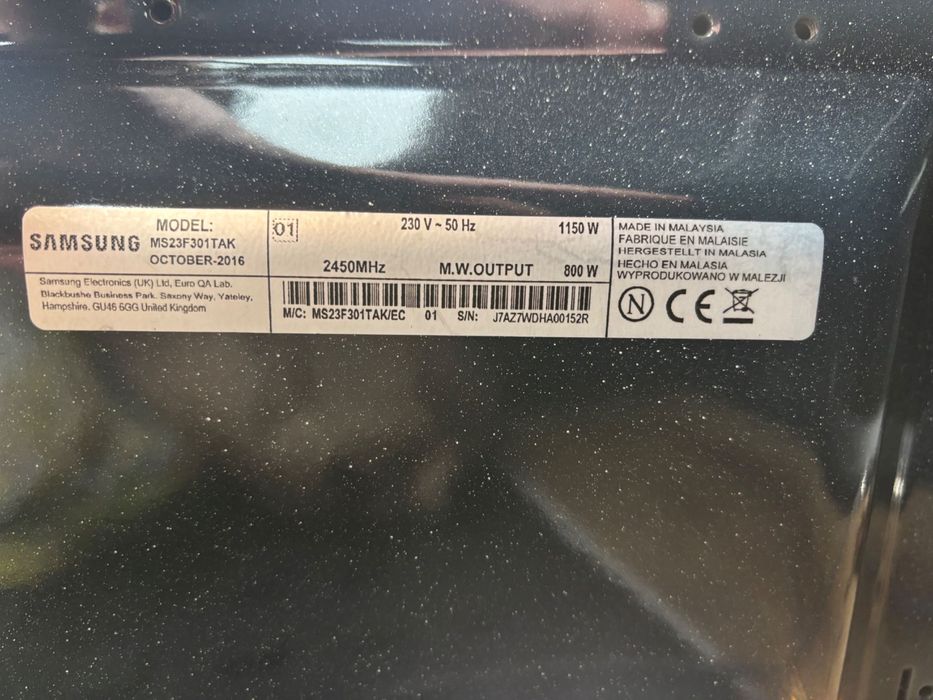 SAMSUNG
MODEL:
MS23F301TAK
OCTOBER-2016
Samsung Electronics (UK) Ltd, Euro QA Lab.
Blackbushe Business Park. Saxony Way, Yateley,
Hampshire. GU46 6GG United Kingdom
01
230 V ~ 50 Hz 1150 W
2450MHz M.W.OUTPUT 800 W
M/C: MS23F301TAK/EC 01 S/N: J7AZ7WDHA00152R
MADE IN MALAYSIA
FABRIQUE EN MALAISIE
HERGESTELLT IN MALASIA
HECHO EN MALASIA
WYPRODUKOWANO W MALEZJI
N CE